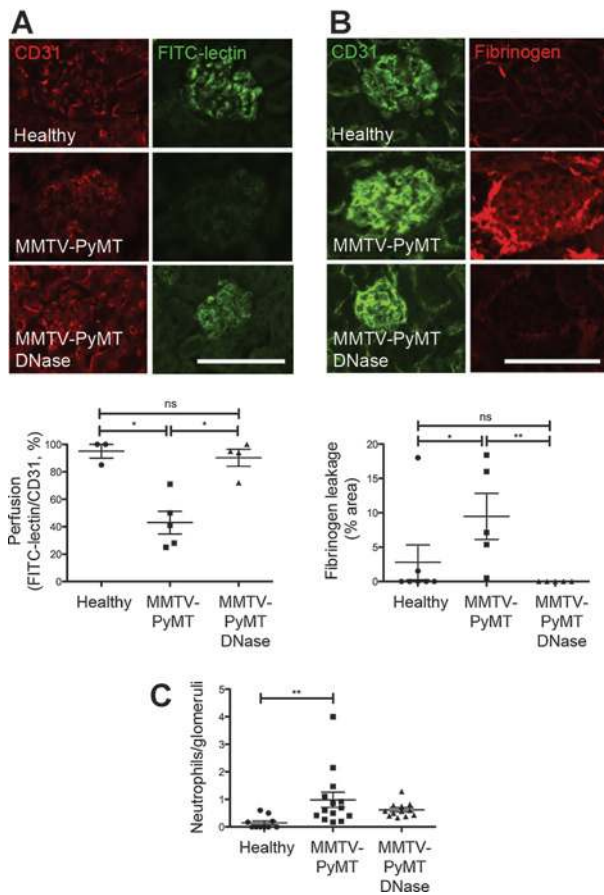 A
CD31 FITC-lectin
Healthy
MMTV-PyMT
MMTV-PyMT
DNase
ns
* *
Perfusion
(FITC-lectin/CD31, %)
100
80
60
40
20
0
Healthy MMTV-PyMT MMTV-PyMT DNase
B
CD31 Fibrinogen
Healthy
MMTV-PyMT
MMTV-PyMT
DNase
ns
* **
Fibrinogen leakage
(% area)
20
15
10
5
0
Healthy MMTV-PyMT MMTV-PyMT DNase
C
**
Neutrophils/glomeruli
5
4
3
2
1
0
Healthy MMTV-PyMT MMTV-PyMT DNase